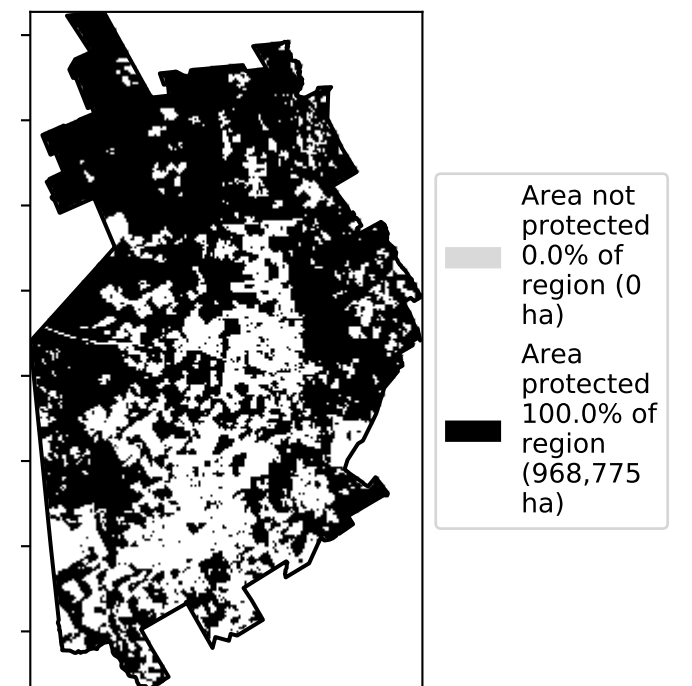 Area not
protected
0.0% of
region (0
ha)
Area
protected
100.0% of
region
(968,775
ha)